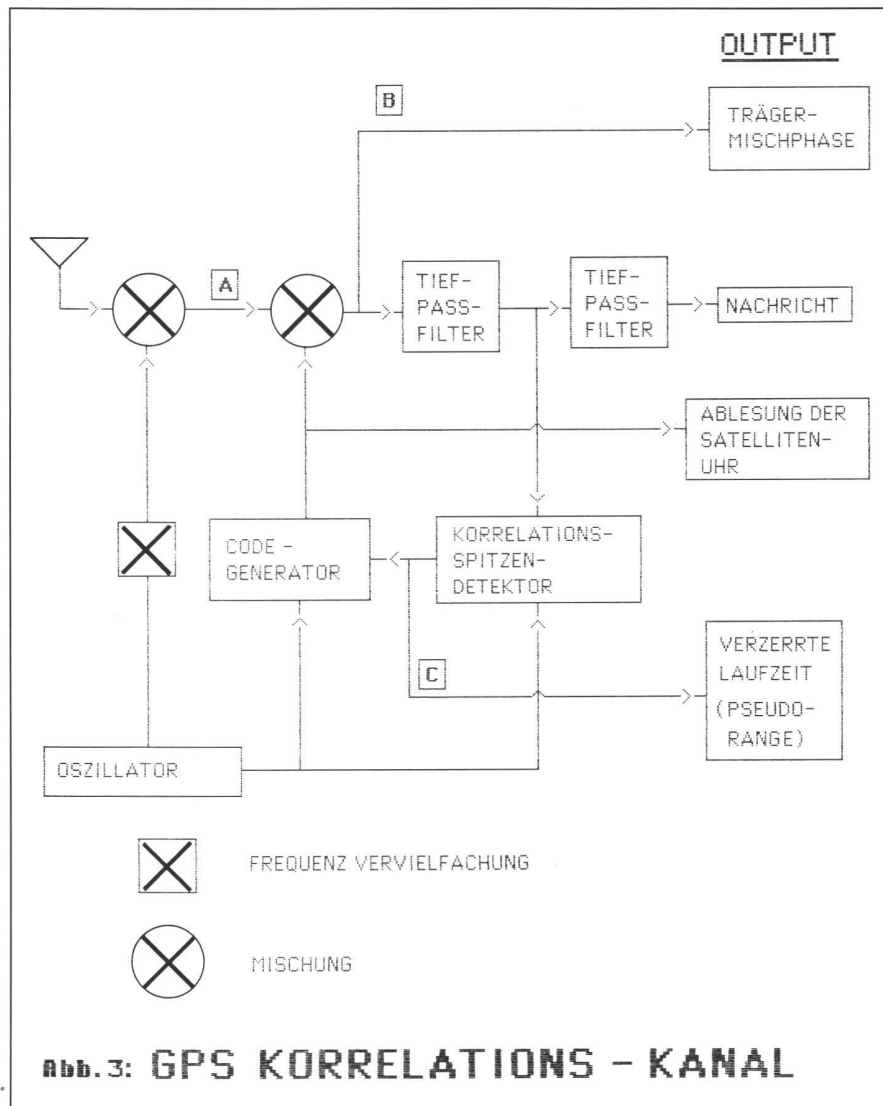 OUTPUT
B
TRÄGER-
MISCHPHASE
A
TIEF-
PASS-
FILTER
TIEF-
PASS-
FILTER
NACHRICHT
ABLESUNG DER
SATELLITEN-
UHR
CODE -
GENERATOR
KORRELATIONS-
SPITZEN-
DETEKTOR
VERZERRTE
LAUFZEIT
(PSEUDO-
RANGE)
C
OSZILLATOR
FREQUENZ VERVIELFACHUNG
MISCHUNG
Abb. 3: GPS KORRELATIONS - KANAL